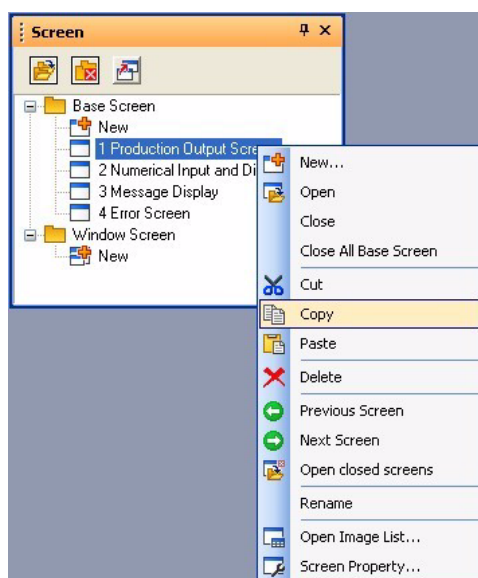 Screen
Base Screen
New
1 Production Output Scre
2 Numerical Input and Di
3 Message Display
4 Error Screen
Window Screen
New
New...
Open
Close
Close All Base Screen
Cut
Copy
Paste
Delete
Previous Screen
Next Screen
Open closed screens
Rename
Open Image List...
Screen Property...